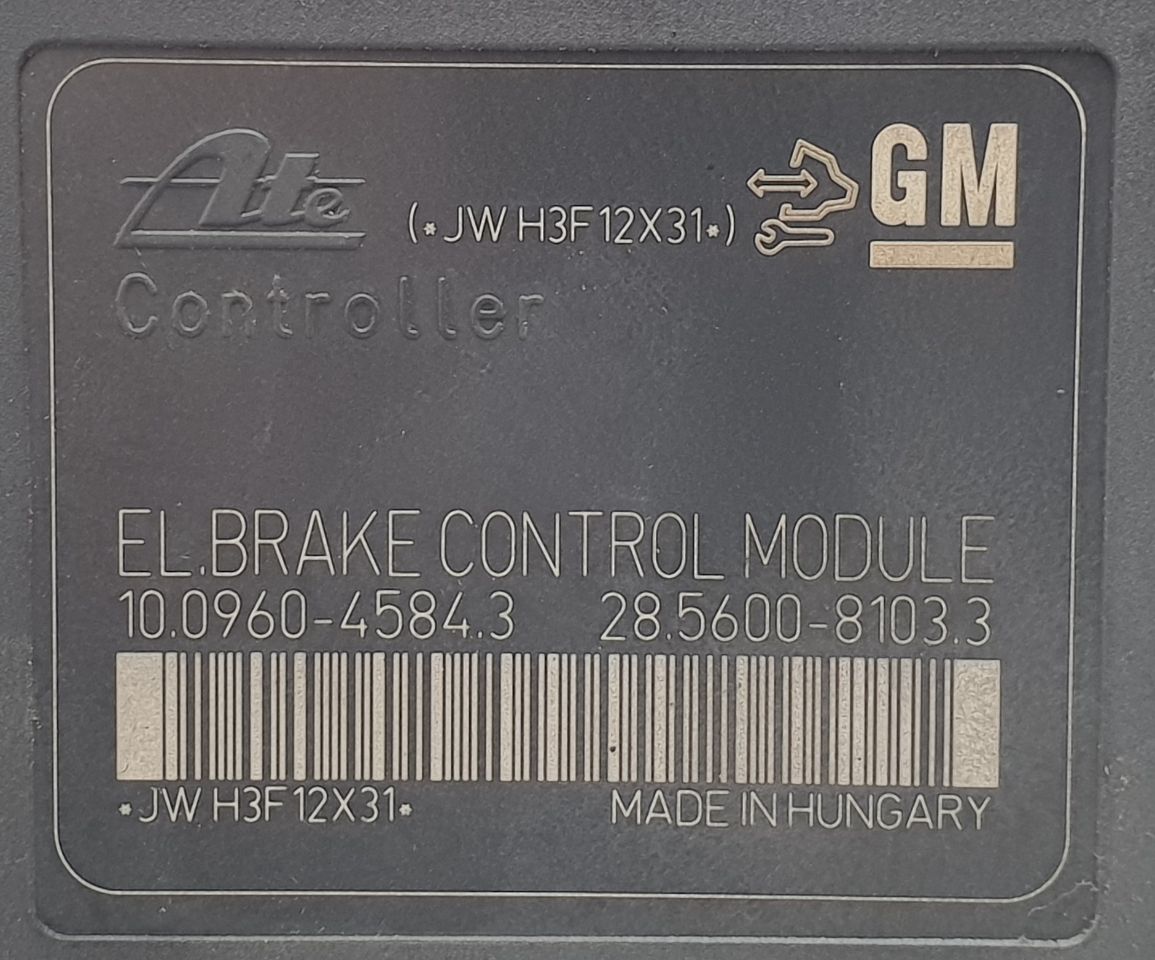 Ate
(*JW H3F12X31*)
GM
Controller
EL.BRAKE CONTROL MODULE
10.0960-4584.3 28.5600-8103.3
*JW H3F12X31*
MADE IN HUNGARY